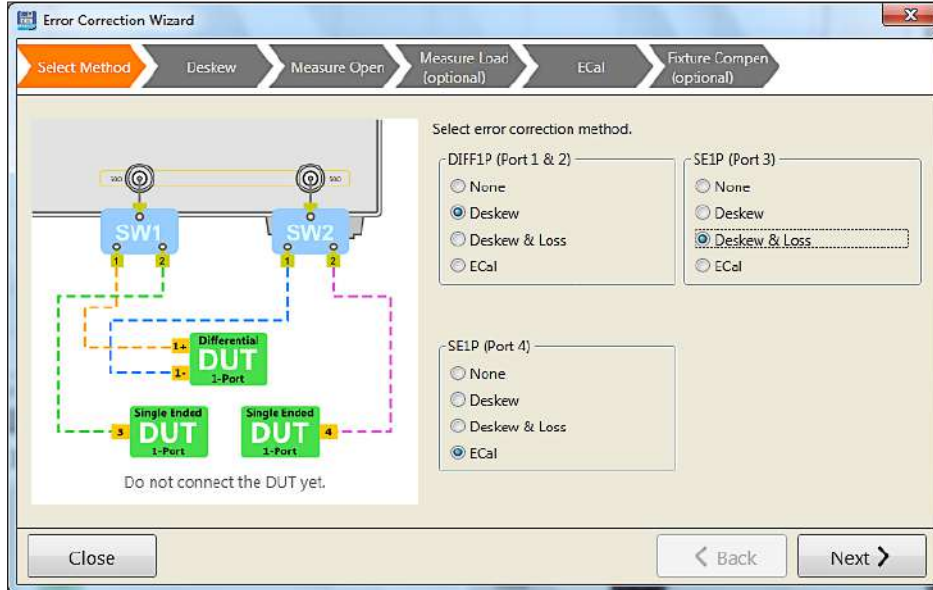 Error Correction Wizard
Select Method
Deskew
Measure Open
Measure Load
(optional)
ECal
Fixture Compen
(optional)
SW1
SW2
1
2
1
2
1+
Differential
DUT
1-
1-Port
Single Ended
3
DUT
1-Port
Single Ended
DUT
4
1-Port
Do not connect the DUT yet.
Select error correction method.
DIFF1P (Port 1 & 2)
None
Deskew
Deskew & Loss
ECal
SE1P (Port 3)
None
Deskew
Deskew & Loss
ECal
SE1P (Port 4)
None
Deskew
Deskew & Loss
ECal
Close
Back
Next